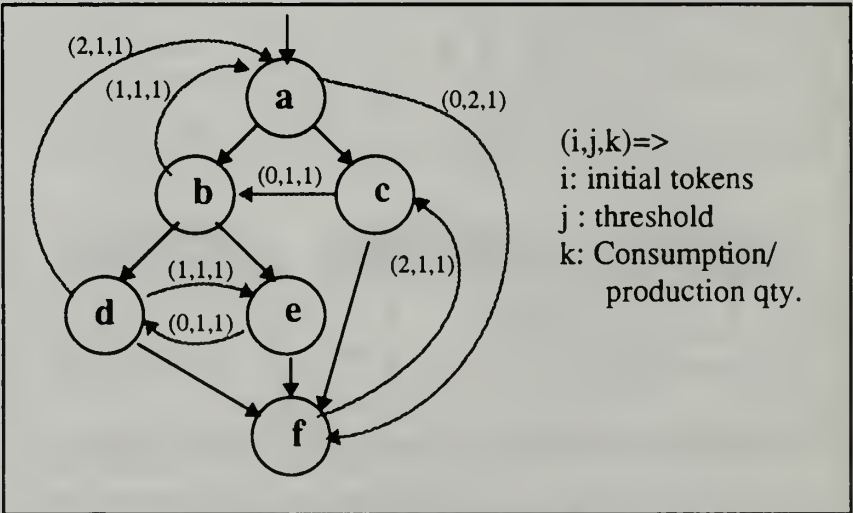 (2,1,1)
(1,1,1)
a
(0,2,1)
b
(0,1,1)
c
(2,1,1)
d
(1,1,1)
(0,1,1)
e
f
(i,j,k)=>
i: initial tokens
j : threshold
k: Consumption/
production qty.